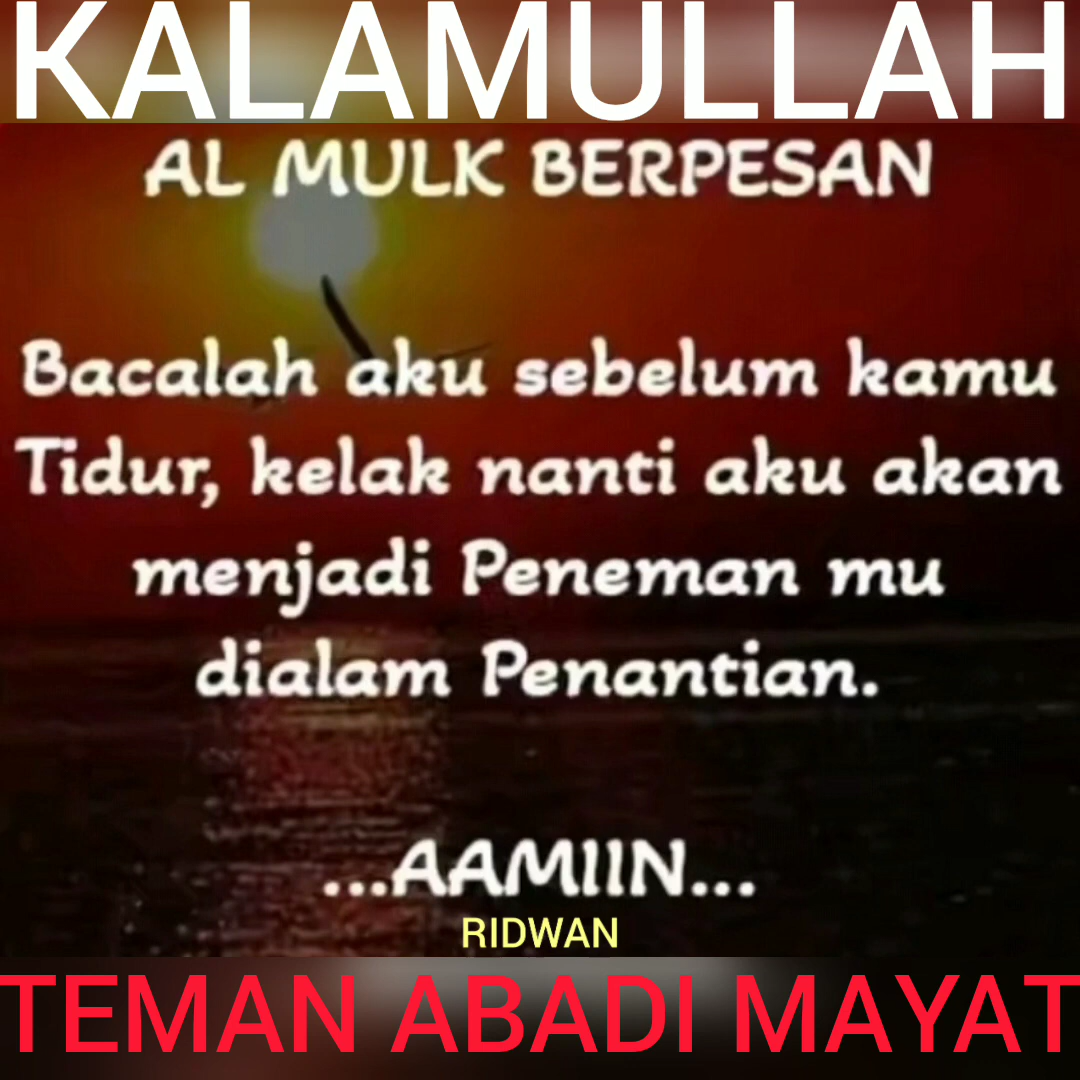 KALAMULLAH
AL MULK BERPESAN
Bacalah aku sebelum kamu
Tidur, kelak nanti aku akan
menjadi Peneman mu
dialam Penantian.
...AAMIIN...
RIDWAN
TEMAN ABADI MAYAT